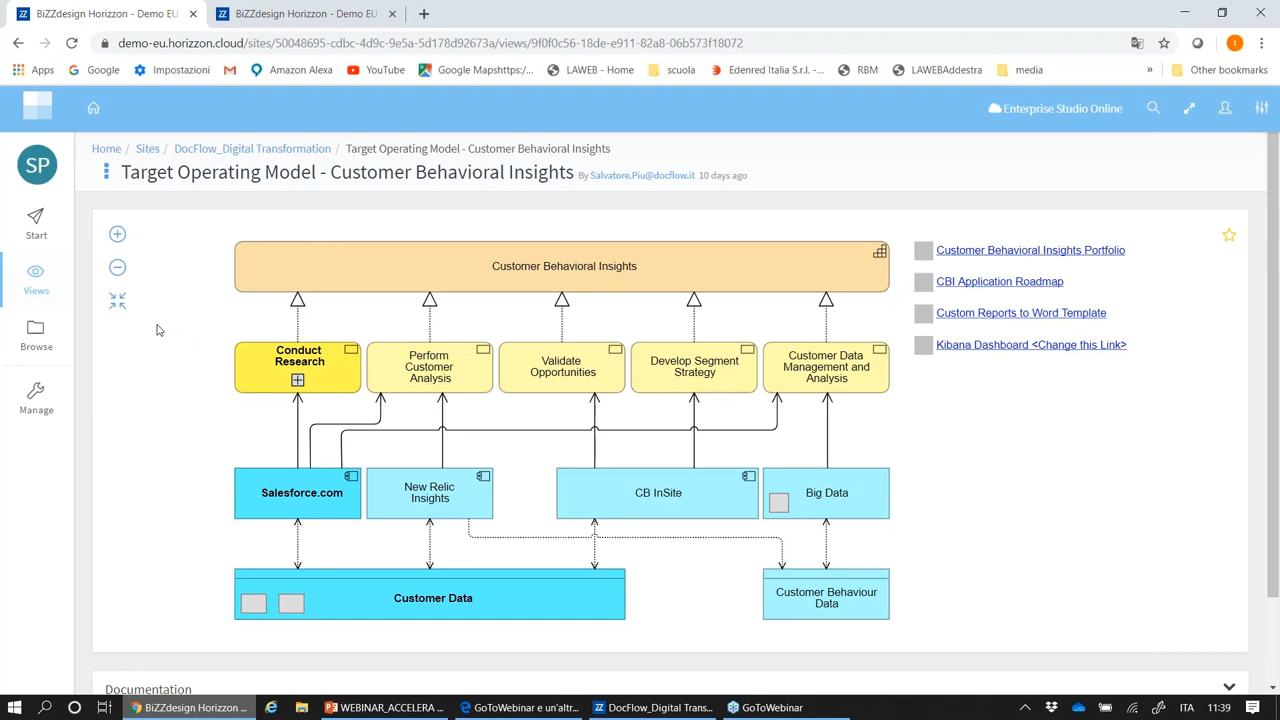 BiZZdesign Horizzon - Demo EU
BiZZdesign Horizzon - Demo EU
demo-eu.horizzon.cloud/sites/50048695-cdbc-4d9c-9e5a-5d178d92673a/views/9f0f0c56-18de-e911-82a8-06b573f18072
Apps
Google
Impostazioni
Amazon Alexa
YouTube
Google Mapshttps:/...
LAWEB - Home
scuola
Edenred Italia S.r.l. -...
RBM
LAWEBAddestra
media
»
Other bookmarks
Enterprise Studio Online
SP
Start
Views
Browse
Manage
Home / Sites / DocFlow_Digital Transformation / Target Operating Model - Customer Behavioral Insights
Target Operating Model - Customer Behavioral Insights By Salvatore.Piu@docflow.it 10 days ago
Customer Behavioral Insights
Conduct
Research
Perform
Customer
Analysis
Validate
Opportunities
Develop Segment
Strategy
Customer Data
Management and
Analysis
Salesforce.com
New Relic
Insights
CB InSite
Big Data
Customer Data
Customer Behaviour
Data
Customer Behavioral Insights Portfolio
CBI Application Roadmap
Custom Reports to Word Template
Kibana Dashboard <Change this Link>
Documentation
BiZZdesign Horizzon ...
WEBINAR_ACCELERA ...
GoToWebinar e un'altr...
DocFlow_Digital Trans...
GoToWebinar
ITA
11:39